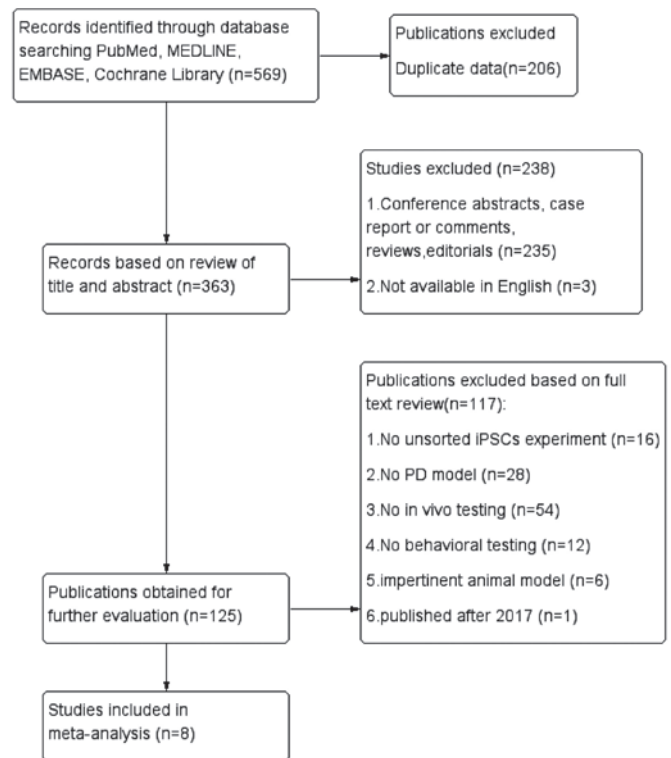 Records identified through database
searching PubMed, MEDLINE,
EMBASE, Cochrane Library (n=569)
Publications excluded
Duplicate data(n=206)
Studies excluded (n=238)
1.Conference abstracts, case
report or comments,
reviews,editorials (n=235)
2.Not available in English (n=3)
Records based on review of
title and abstract (n=363)
Publications excluded based on full
text review(n=117):
1.No unsorted iPSCs experiment (n=16)
2.No PD model (n=28)
3.No in vivo testing (n=54)
4.No behavioral testing (n=12)
5.impertinent animal model (n=6)
6.published after 2017 (n=1)
Publications obtained for
further evaluation (n=125)
Studies included in
meta-analysis (n=8)